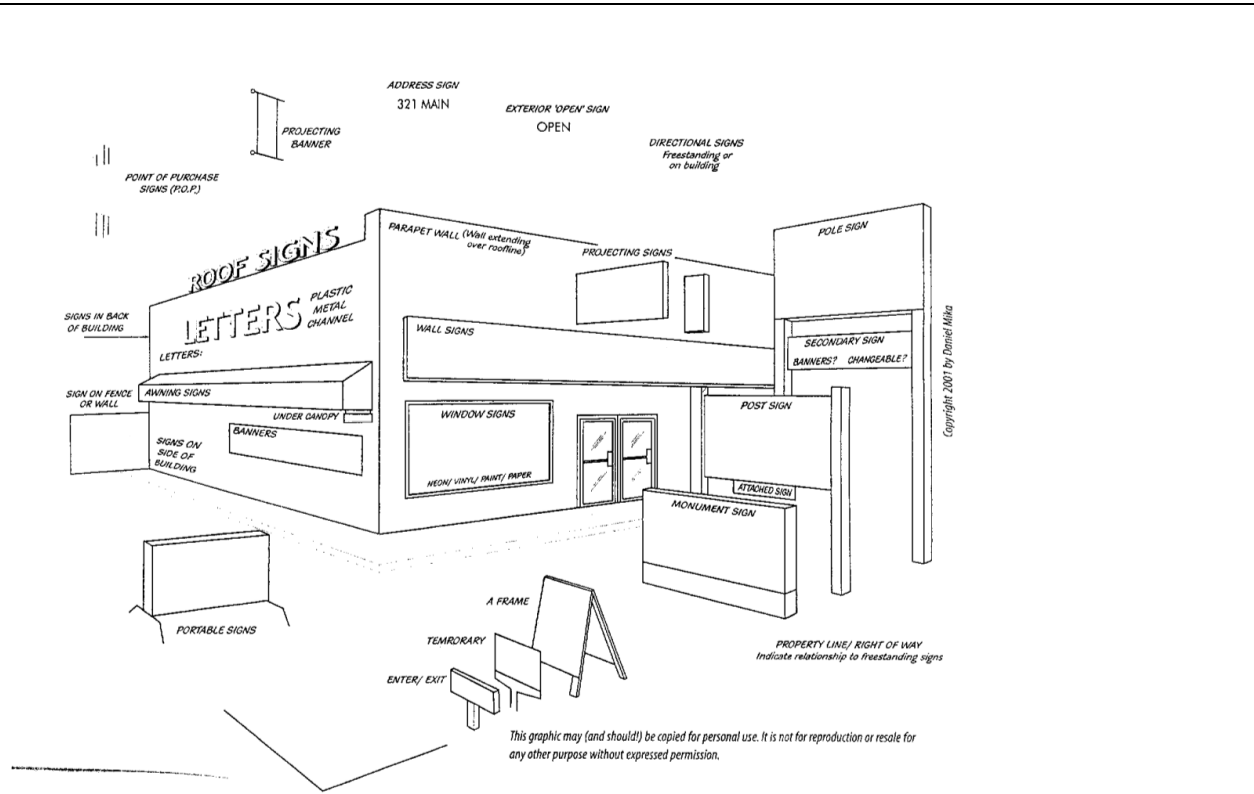 ADDRESS SIGN
321 MAIN
EXTERIOR 'OPEN' SIGN
OPEN
PROJECTING
BANNER
DIRECTIONAL SIGNS
Freestanding or
on building
POINT OF PURCHASE
SIGNS (P.O.P.)
PARAPET WALL (Wall extending
over roofline)
POLE SIGN
PROJECTING SIGNS
ROOF SIGNS
LETTERS
PLASTIC
METAL
CHANNEL
SIGNS IN BACK
OF BUILDING
WALL SIGNS
SECONDARY SIGN
BANNERS? CHANGEABLE?
LETTERS:
AWNING SIGNS
SIGN ON FENCE
OR WALL
UNDER CANOPY
WINDOW SIGNS
POST SIGN
BANNERS
SIGNS ON
SIDE OF
BUILDING
NEON/ VINYL/ PAINT/ PAPER
ATTACHED SIGN
MONUMENT SIGN
Copyright 2001 by Daniel Mika
A FRAME
PORTABLE SIGNS
TEMRORARY
ENTER/ EXIT
PROPERTY LINE/ RIGHT OF WAY
Indicate relationship to freestanding signs
This graphic may (and should!) be copied for personal use. It is not for reproduction or resale for
any other purpose without expressed permission.